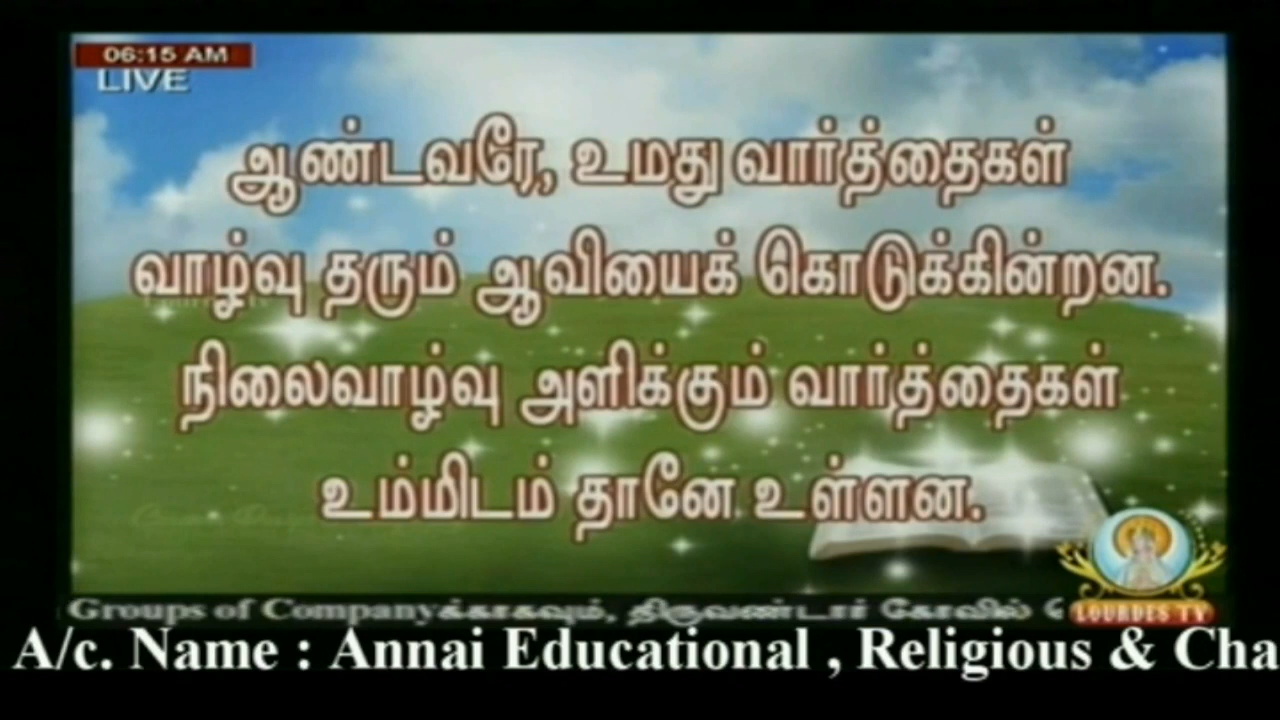 06:15 AM
LIVE
ஆண்டவரே, உமது வார்த்தைகள்
வாழ்வு தரும் ஆவியைக் கொடுக்கின்றன.
நிலைவாழ்வு அளிக்கும் வார்த்தைகள்
உம்மிடம் தானே உள்ளன.
Groups of Companyக்காகவும், திருவண்டார் கோவில்
LOURDES TV
A/c. Name : Annai Educational , Religious & Cha